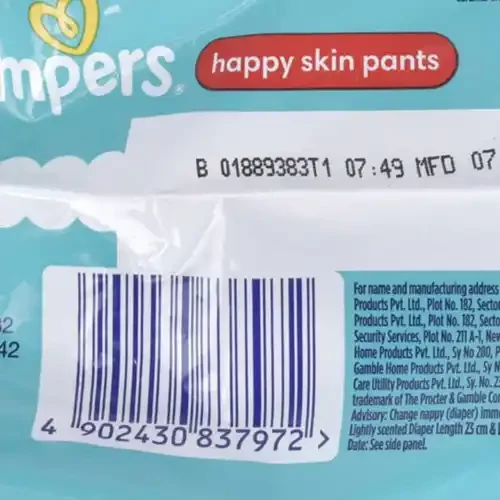 mpers
happy skin pants
B 01889383T1 07:49 MFD 07
42
For name and manufacturing address
Products Pvt. Ltd., Plot No. 182, Sector
Products Pvt. Ltd., Plot No. 182, Secto
Security Services, Plot No. 211 A-1, New
Home Products Pvt. Ltd., Sy No 280, P
Gamble Home Products Pvt. Ltd., Sy N
Care Utility Products Pvt. Ltd., Sy. No. 2
trademark of The Procter & Gamble Co
Advisory: Change nappy (diaper) imm
Lightly scented Diaper Length 23 cm &
Date: See side panel.
4 902430 837972 >